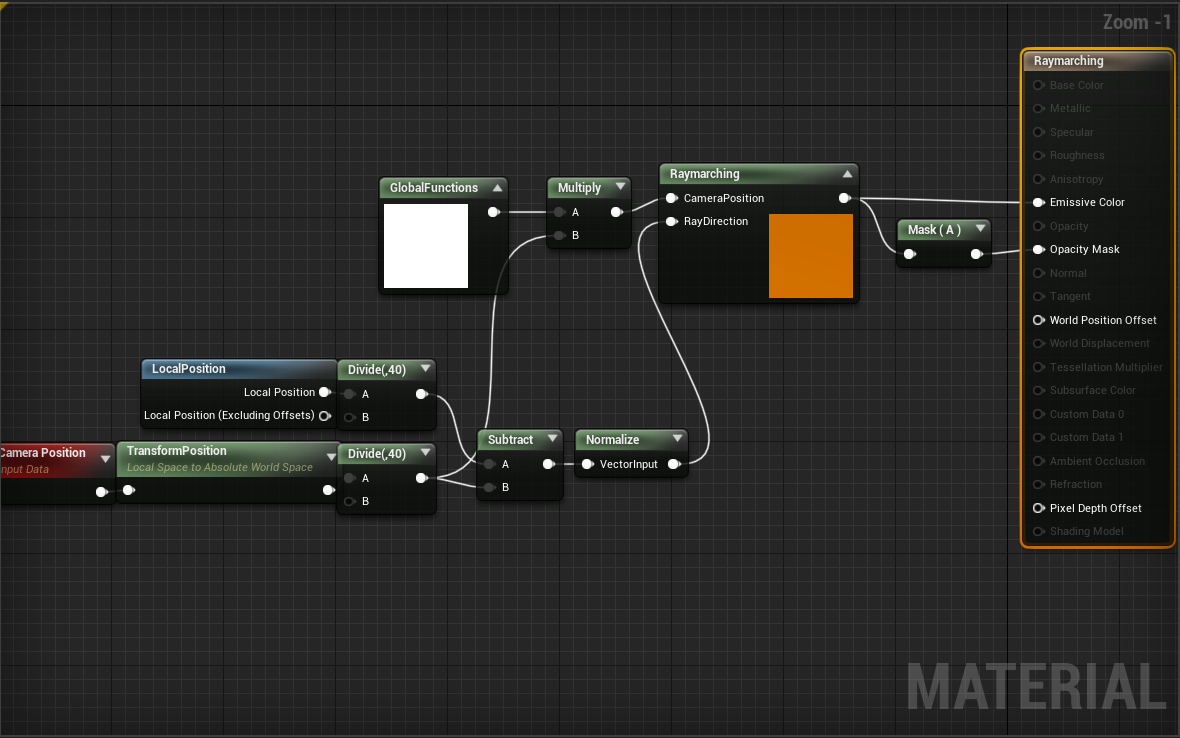 Zoom -1
Raymarching
Base Color
Metallic
Specular
Roughness
Anisotropy
Emissive Color
Opacity
Opacity Mask
Normal
Tangent
World Position Offset
World Displacement
Tessellation Multiplier
Subsurface Color
Custom Data 0
Custom Data 1
Ambient Occlusion
Refraction
Pixel Depth Offset
Shading Model
GlobalFunctions
Multiply
A
B
Raymarching
CameraPosition
RayDirection
Mask ( A )
LocalPosition
Local Position
Local Position (Excluding Offsets)
Divide(,40)
A
B
Camera Position
nput Data
TransformPosition
Local Space to Absolute World Space
Divide(,40)
A
B
Subtract
A
B
Normalize
VectorInput
MATERIAL